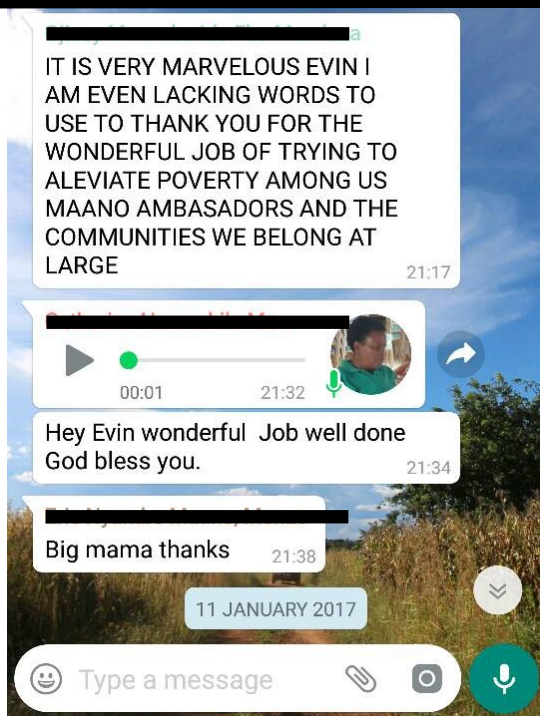 IT IS VERY MARVELOUS EVIN I
AM EVEN LACKING WORDS TO
USE TO THANK YOU FOR THE
WONDERFUL JOB OF TRYING TO
ALEVIATE POVERTY AMONG US
MAANO AMBASADORS AND THE
COMMUNITIES WE BELONG AT
LARGE
21:17
00:01
21:32
Hey Evin wonderful Job well done
God bless you.
21:34
Big mama thanks
21:38
11 JANUARY 2017
Type a message